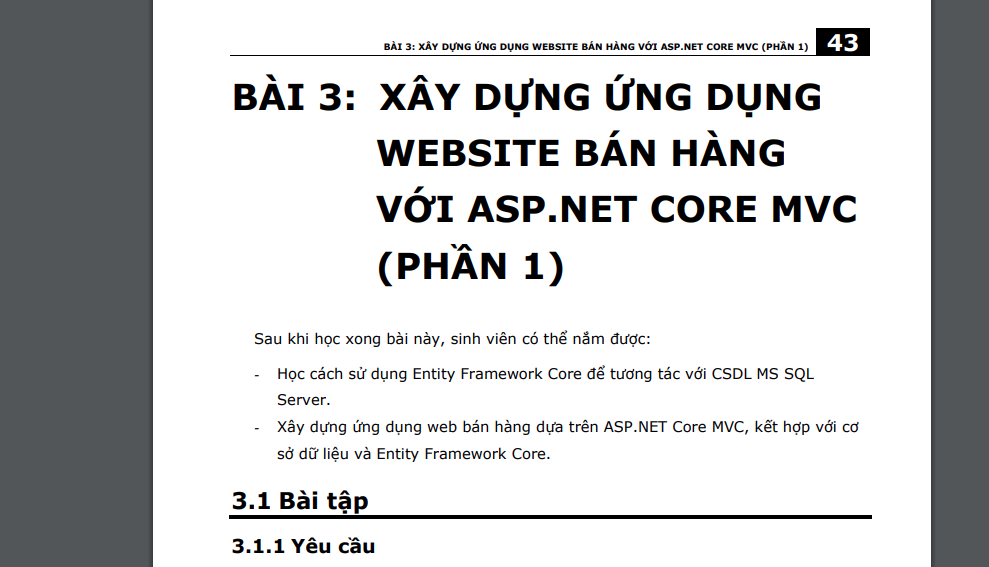 BÀI 3: XÂY DỰNG ỨNG DỤNG WEBSITE BÁN HÀNG VỚI ASP.NET CORE MVC (PHẦN 1) 43
BÀI 3: XÂY DỰNG ỨNG DỤNG
WEBSITE BÁN HÀNG
VỚI ASP.NET CORE MVC
(PHẦN 1)
Sau khi học xong bài này, sinh viên có thể nắm được:
- Học cách sử dụng Entity Framework Core để tương tác với CSDL MS SQL
Server.
- Xây dựng ứng dụng web bán hàng dựa trên ASP.NET Core MVC, kết hợp với cơ
sở dữ liệu và Entity Framework Core.
3.1 Bài tập
3.1.1 Yêu cầu